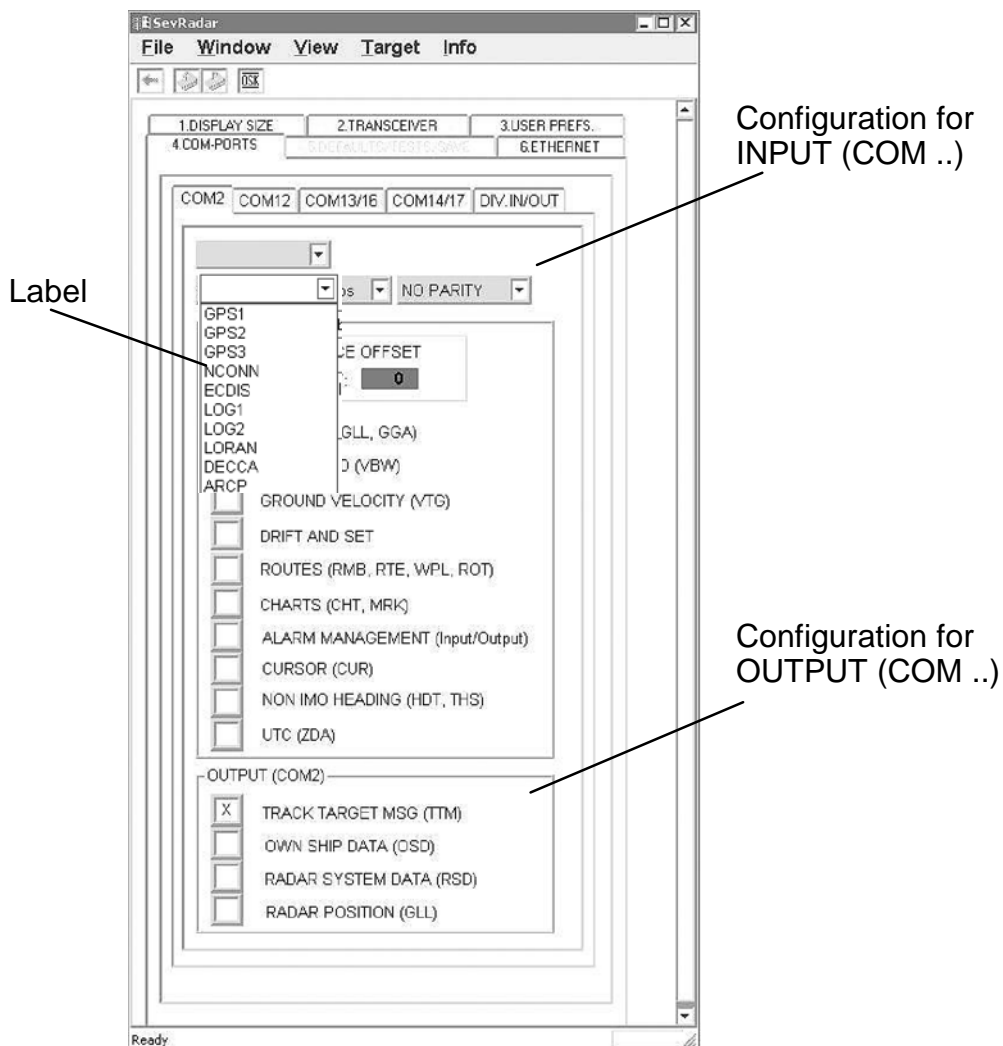 SevRadar
File Window View Target Info
OSK
1.DISPLAY SIZE 2.TRANSCEIVER 3.USER PREFS.
4.COM-PORTS 5.DEFAULTS/TESTS/SAVE 6.ETHERNET
Configuration for
INPUT (COM ..)
COM2 COM12 COM13/16 COM14/17 DIV.IN/OUT
Label
NO PARITY
GPS1
GPS2
GPS3
NCONN
ECDIS
LOG1
LOG2
LORAN
DECCA
ARCP
CE OFFSET
0
GLL, GGA)
(VBW)
GROUND VELOCITY (VTG)
DRIFT AND SET
ROUTES (RMB, RTE, WPL, ROT)
CHARTS (CHT, MRK)
ALARM MANAGEMENT (Input/Output)
CURSOR (CUR)
NON IMO HEADING (HDT, THS)
UTC (ZDA)
Configuration for
OUTPUT (COM ..)
OUTPUT (COM2)
X TRACK TARGET MSG (TTM)
OWN SHIP DATA (OSD)
RADAR SYSTEM DATA (RSD)
RADAR POSITION (GLL)
Ready